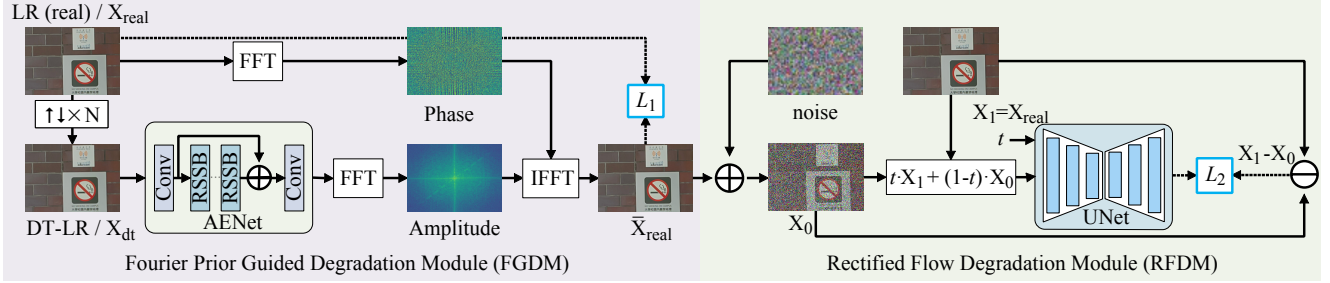 LR (real) / X_real
FFT
Phase
↑↓×N
L_1
Conv
RSSB
RSSB
Conv
AENet
FFT
Amplitude
IFFT
X̅_real
DT-LR / X_dt
Fourier Prior Guided Degradation Module (FGDM)
noise
X_0
X_1=X_real
t
t·X_1 + (1-t)·X_0
UNet
L_2
X_1-X_0
Rectified Flow Degradation Module (RFDM)